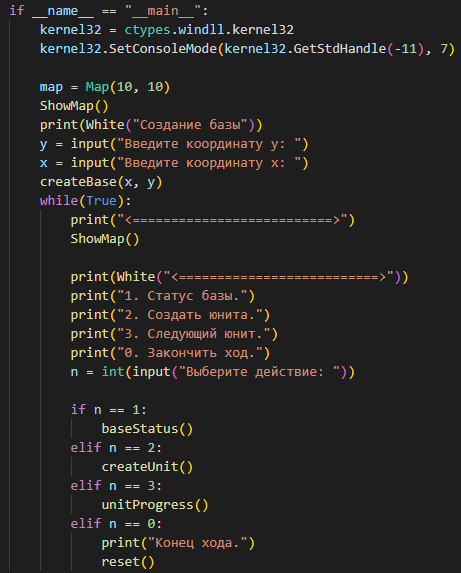 if __name__ == "__main__":
    kernel32 = ctypes.windll.kernel32
    kernel32.SetConsoleMode(kernel32.GetStdHandle(-11), 7)

    map = Map(10, 10)
    ShowMap()
    print(White("Создание базы"))
    y = input("Введите координату y: ")
    x = input("Введите координату x: ")
    createBase(x, y)
    while(True):
        print("<==========================>")
        ShowMap()

        print(White("<==========================>"))
        print("1. Статус базы.")
        print("2. Создать юнита.")
        print("3. Следующий юнит.")
        print("0. Закончить ход.")
        n = int(input("Выберите действие: "))

        if n == 1:
            baseStatus()
        elif n == 2:
            createUnit()
        elif n == 3:
            unitProgress()
        elif n == 0:
            print("Конец хода.")
            reset()